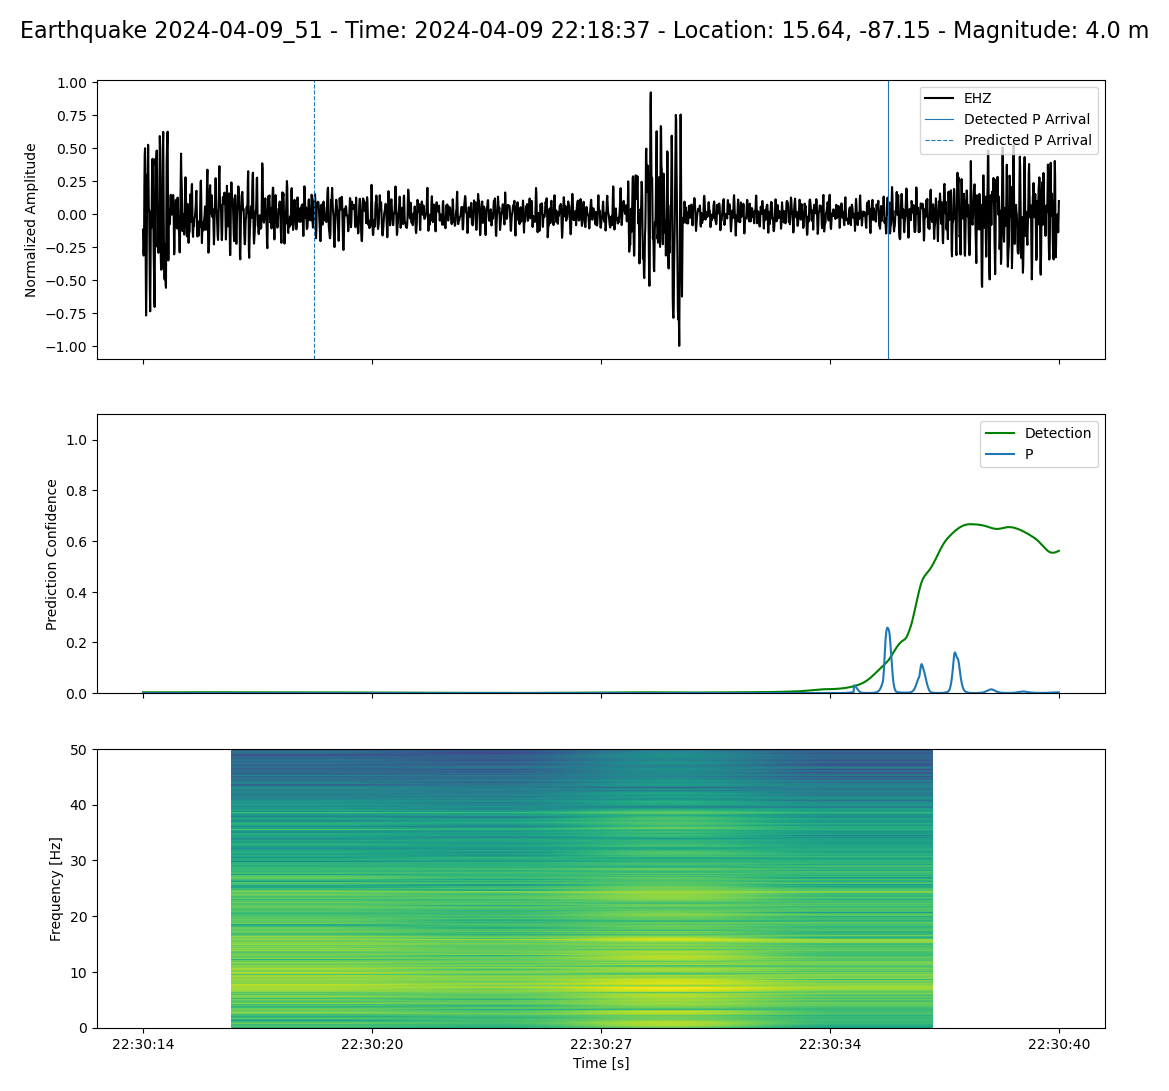 Earthquake 2024-04-09_51 - Time: 2024-04-09 22:18:37 - Location: 15.64, -87.15 - Magnitude: 4.0 m
1.00
0.75
0.50
0.25
0.00
−0.25
−0.50
−0.75
−1.00
Normalized Amplitude
EHZ
Detected P Arrival
Predicted P Arrival
1.0
0.8
0.6
0.4
0.2
0.0
Prediction Confidence
Detection
P
50
40
30
20
10
0
Frequency [Hz]
22:30:14 22:30:20 22:30:27 22:30:34 22:30:40
Time [s]